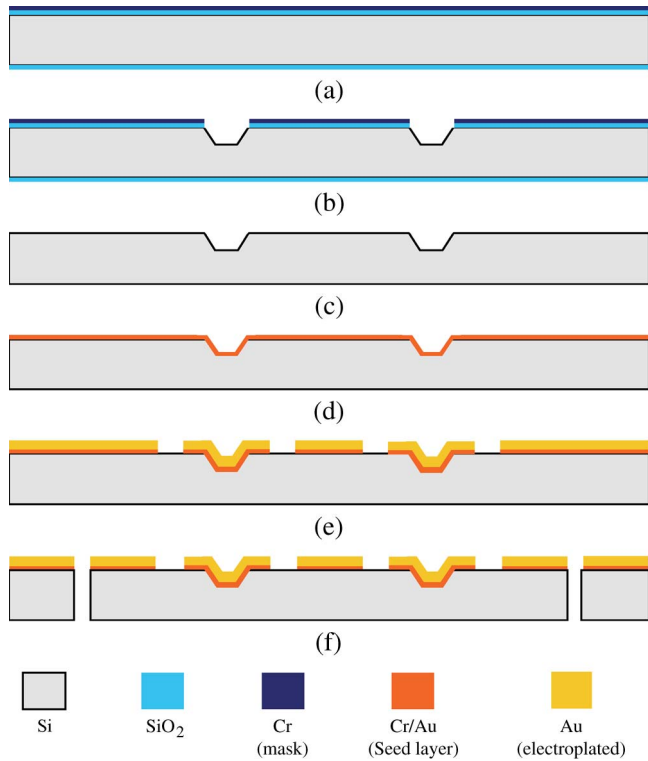 (a)
(b)
(c)
(d)
(e)
(f)
Si SiO₂ Cr Cr/Au Au
(mask) (Seed layer) (electroplated)